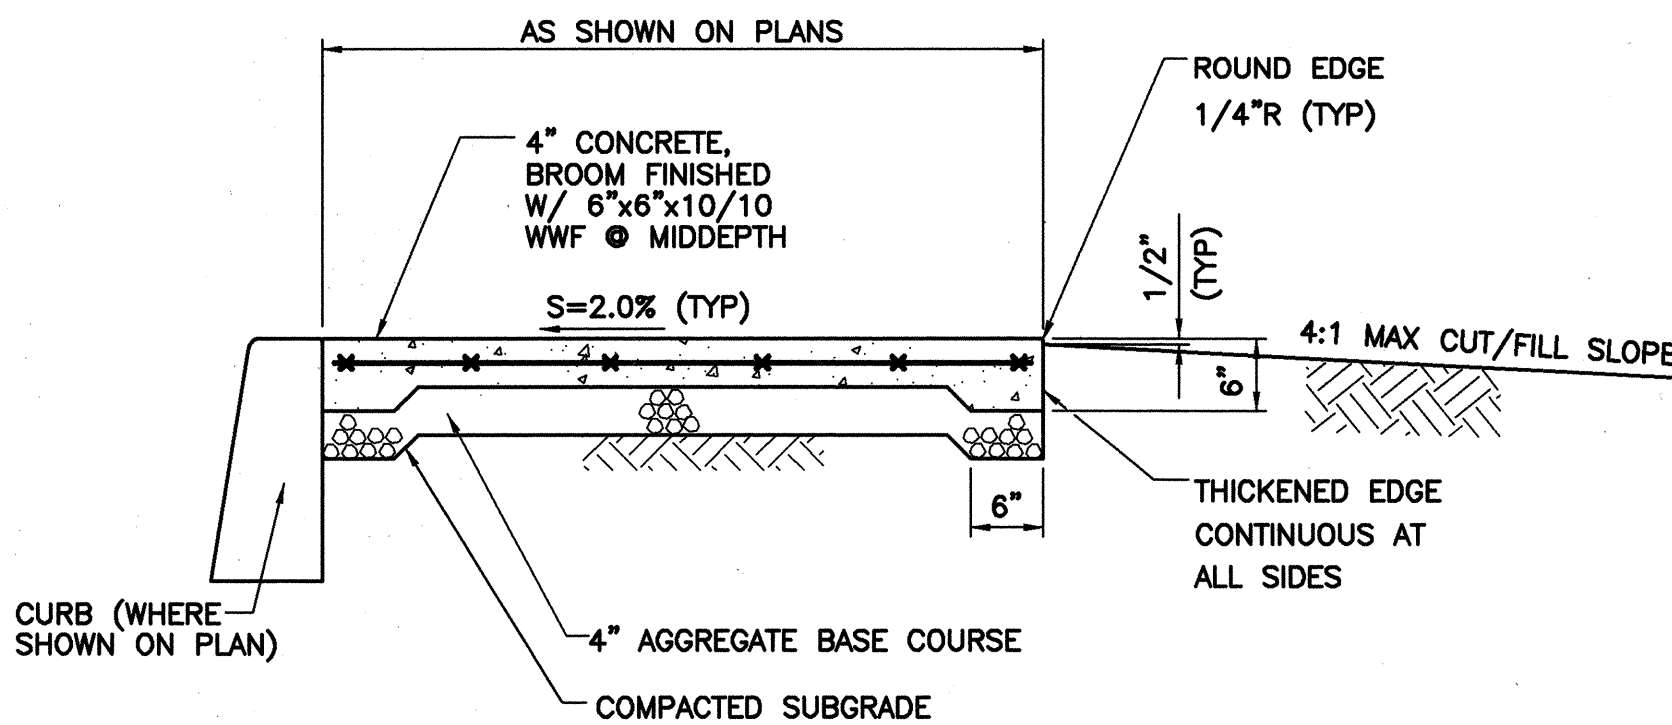 AS SHOWN ON PLANS
ROUND EDGE
1/4"R (TYP)
4" CONCRETE,
BROOM FINISHED
W/ 6"x6"x10/10
WWF @ MIDDEPTH
1/2"
(TYP)
S=2.0% (TYP)
4:1 MAX CUT/FILL SLOPE
6"
6"
THICKENED EDGE
CONTINUOUS AT
ALL SIDES
CURB (WHERE
SHOWN ON PLAN)
4" AGGREGATE BASE COURSE
COMPACTED SUBGRADE